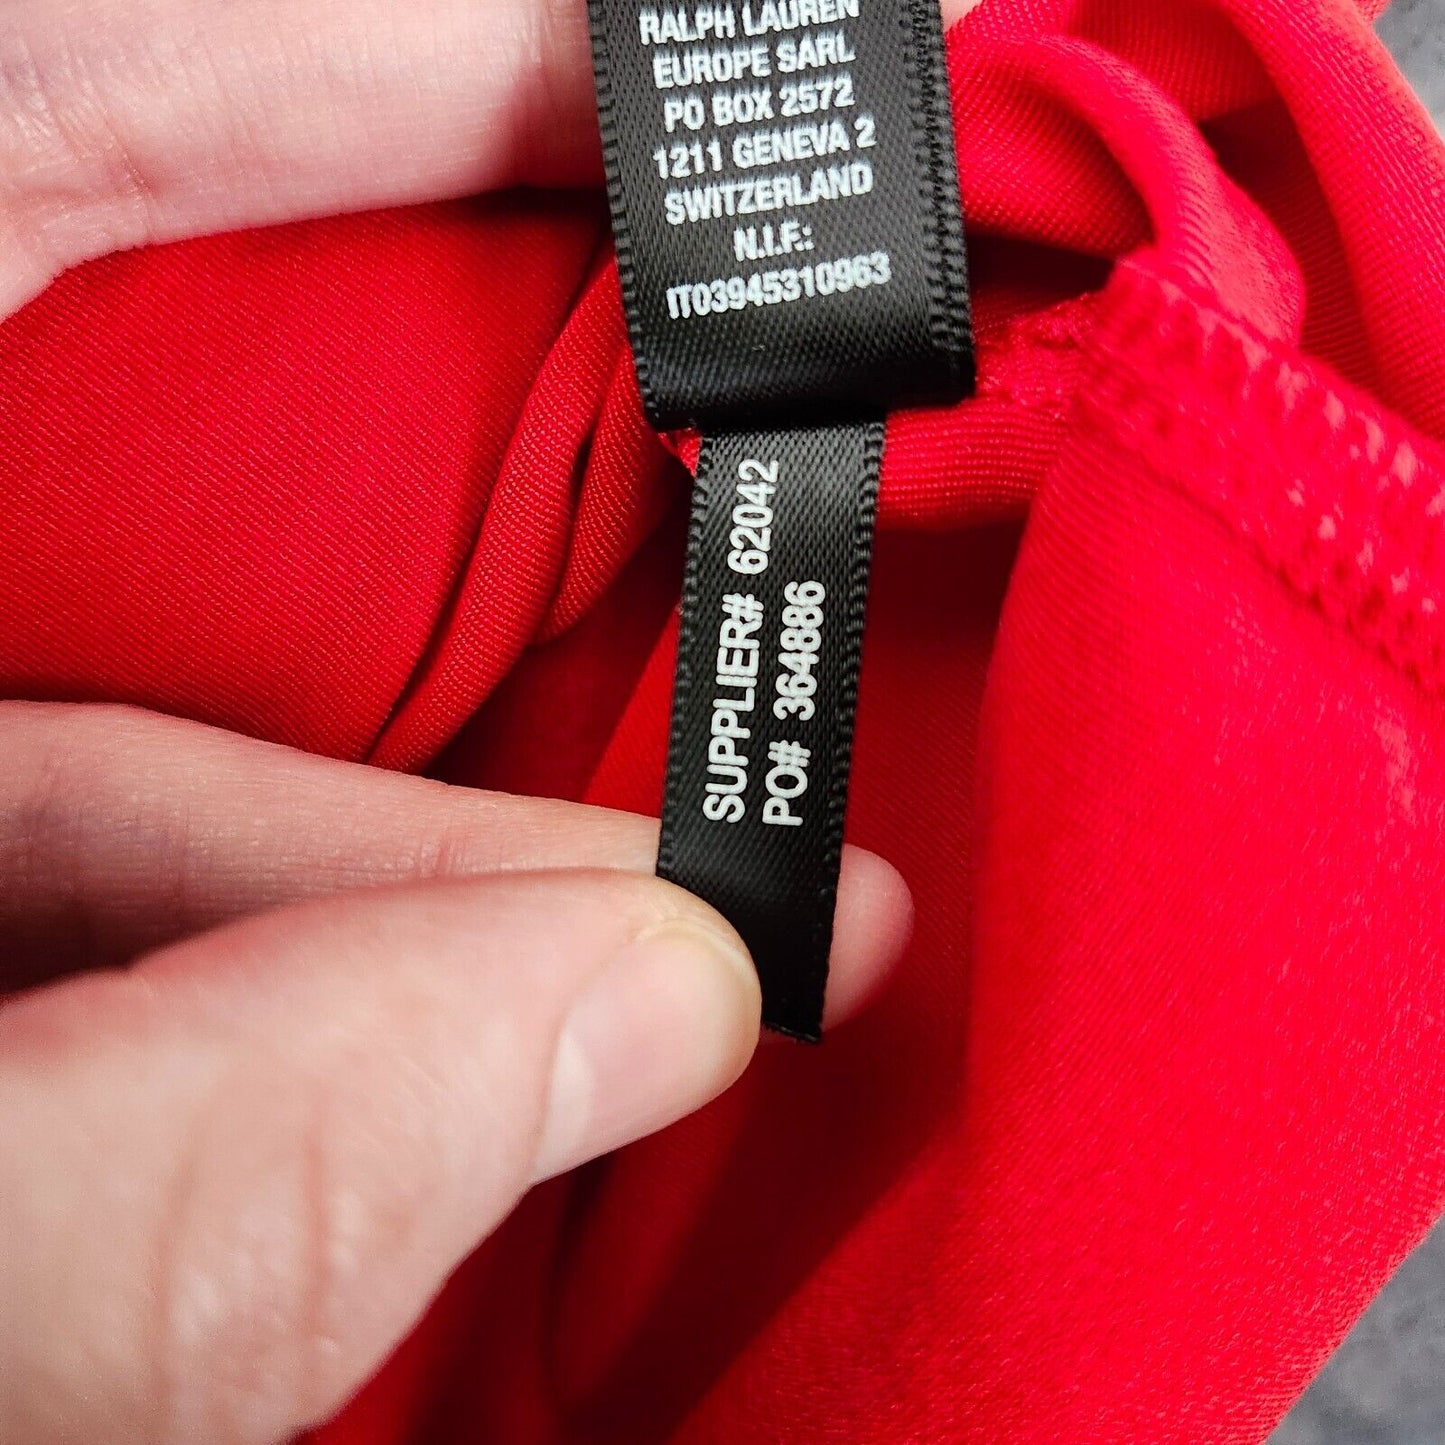 RALPH LAUREN
EUROPE SARL
PO BOX 2572
1211 GENEVA 2
SWITZERLAND
N.I.F.:
IT03945310963
SUPPLIER# 62042
PO# 364886